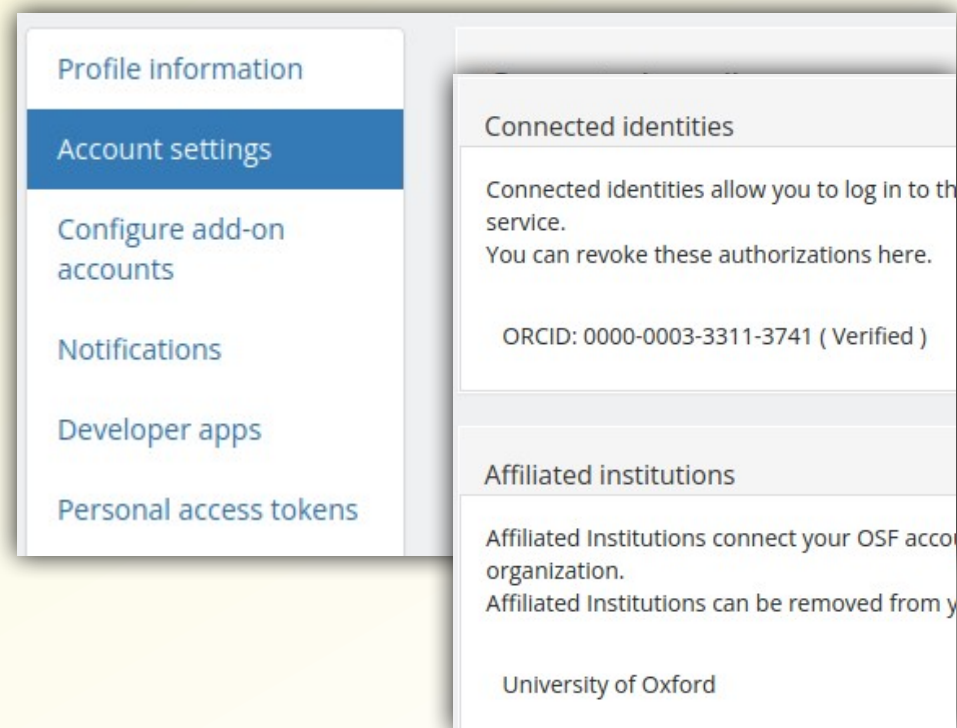 Profile information
Account settings
Configure add-on
accounts
Notifications
Developer apps
Personal access tokens
Connected identities
Connected identities allow you to log in to th
service.
You can revoke these authorizations here.
ORCID: 0000-0003-3311-3741 ( Verified )
Affiliated institutions
Affiliated Institutions connect your OSF accou
organization.
Affiliated Institutions can be removed from y
University of Oxford